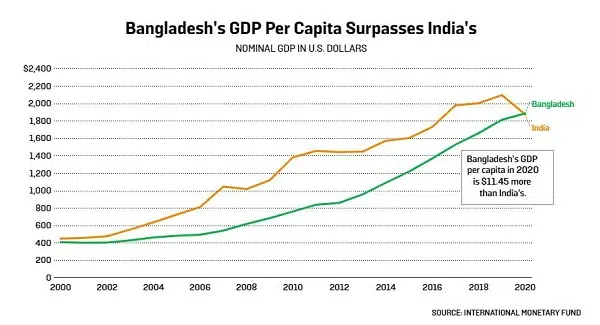 Bangladesh's GDP Per Capita Surpasses India's
NOMINAL GDP IN U.S. DOLLARS
$2,400
2,200
2,000
1,800
1,600
1,400
1,200
1,000
800
600
400
200
0
Bangladesh
India
Bangladesh's GDP
per capita in 2020
is $11.45 more
than India's.
2000 2002 2004 2006 2008 2010 2012 2014 2016 2018 2020
SOURCE: INTERNATIONAL MONETARY FUND